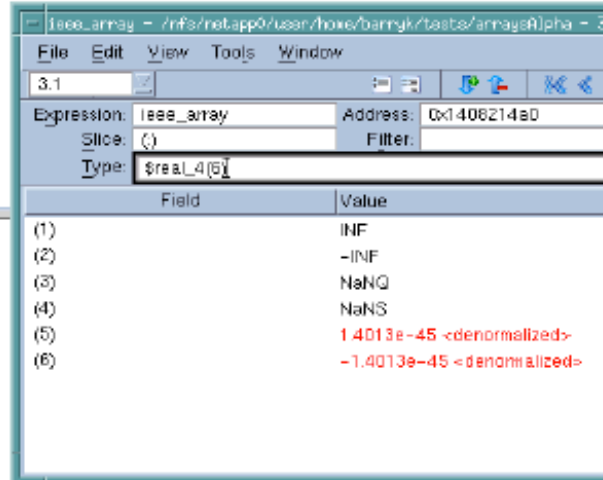 ieee_array - /nfs/netapp0/user/home/barryk/tests/arraysAlpha - 3
File Edit View Tools Window
3.1
Expression: ieee_array Address: 0x1408214a0
Slice: (:) Filter:
Type: $real_4(6)
Field Value
(1) INF
(2) -INF
(3) NaNQ
(4) NaNS
(5) 1.4013e-45 <denormalized>
(6) -1.4013e-45 <denormalized>